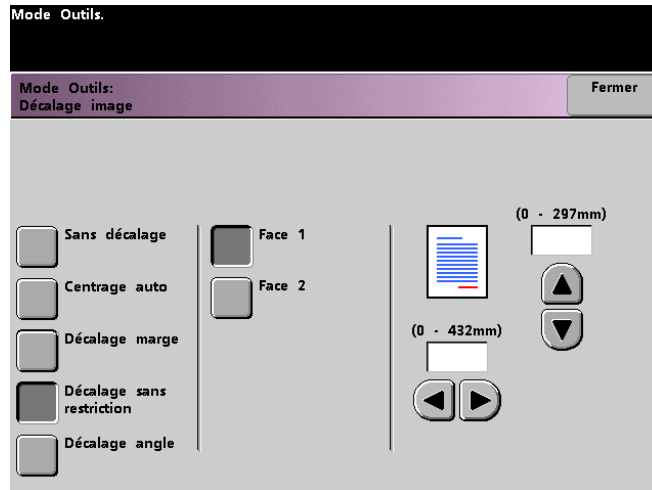 Mode Outils.
Mode Outils:
Décalage image
Fermer
Sans décalage
Centrage auto
Décalage marge
Décalage sans
restriction
Décalage angle
Face 1
Face 2
(0 - 297mm)
(0 - 432mm)